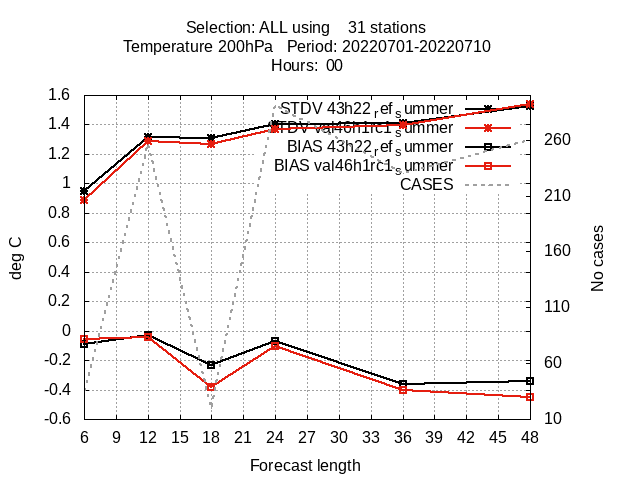 Selection: ALL using 31 stations
Temperature 200hPa Period: 20220701-20220710
Hours: 00
1.6
1.4
1.2
1
0.8
0.6
0.4
0.2
0
-0.2
-0.4
-0.6
deg C
STDV 43h22_ref_summer
STDV val46h1rc1_summer
BIAS 43h22_ref_summer
BIAS val46h1rc1_summer
CASES
260
210
160
110
60
10
No cases
6 9 12 15 18 21 24 27 30 33 36 39 42 45 48
Forecast length